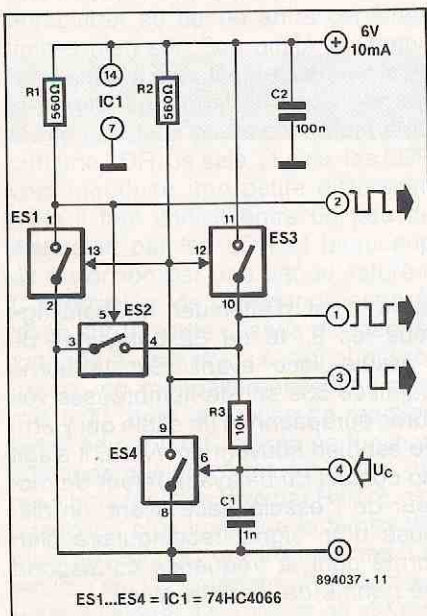 6V
10mA
+
R1
560Ω
14
IC1
7
R2
560Ω
C2
100n
2
ES1
13
2
ES3
11
12
10
ES2
5
3
4
1
3
R3
10k
9
ES4
6
8
4
UC
C1
1n
0
894037 - 11
ES1...ES4 = IC1 = 74HC4066